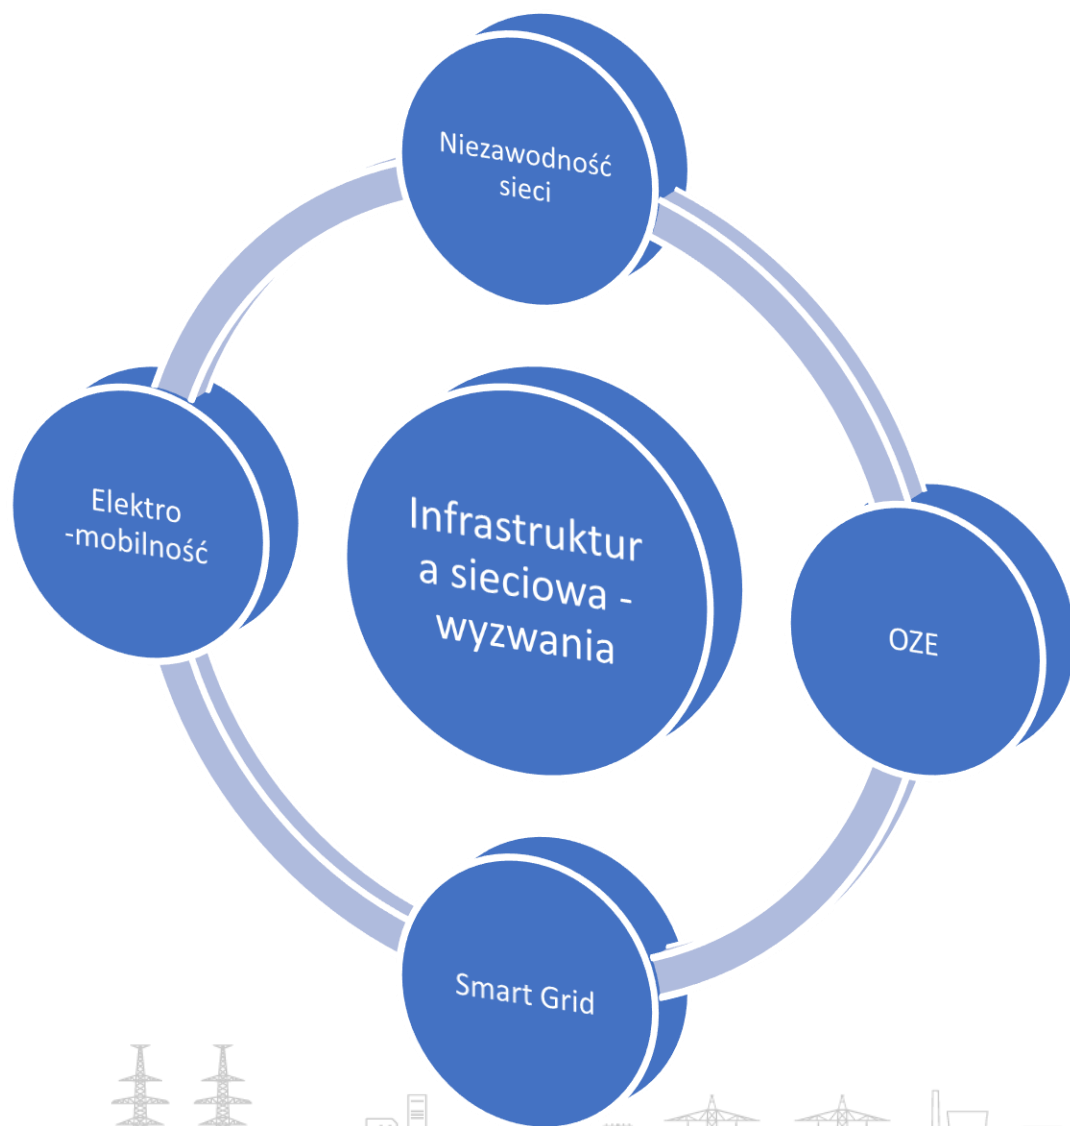 Niezawodność
sieci
Elektro
-mobilność
Infrastruktur
a sieciowa -
wyzwania
OZE
Smart Grid